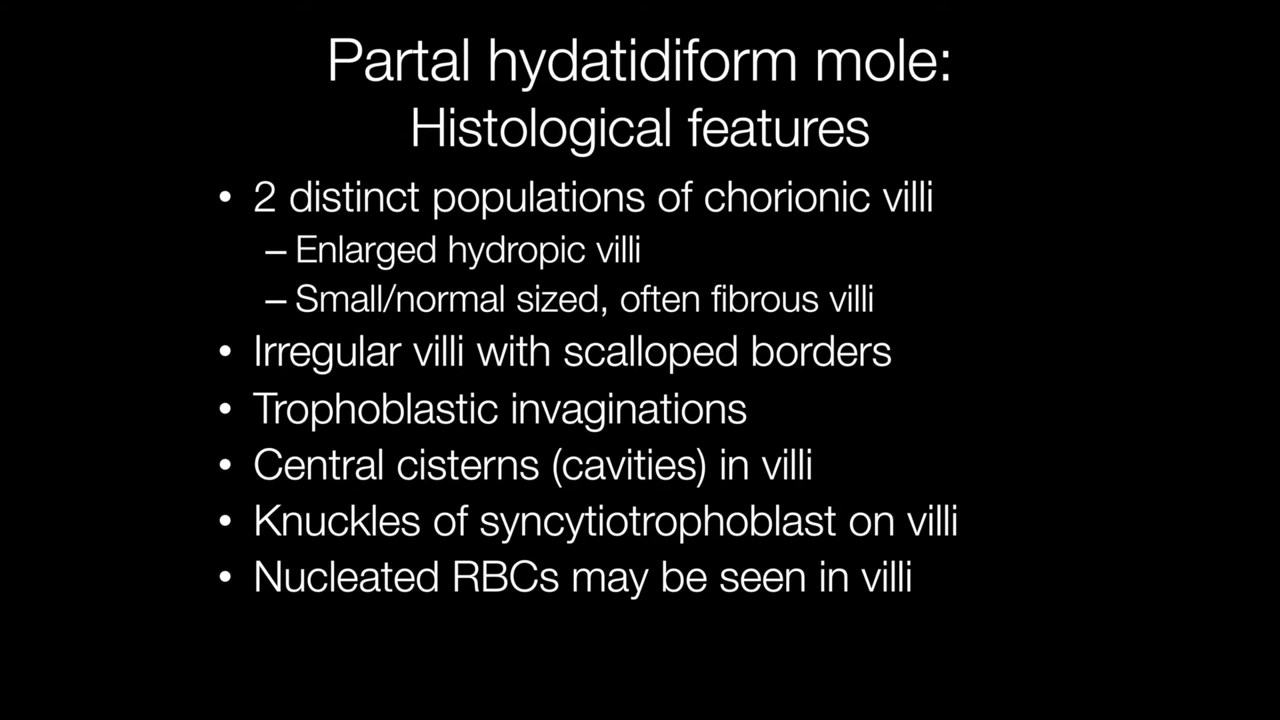 Partal hydatidiform mole:
Histological features
• 2 distinct populations of chorionic villi
– Enlarged hydropic villi
– Small/normal sized, often fibrous villi
• Irregular villi with scalloped borders
• Trophoblastic invaginations
• Central cisterns (cavities) in villi
• Knuckles of syncytiotrophoblast on villi
• Nucleated RBCs may be seen in villi